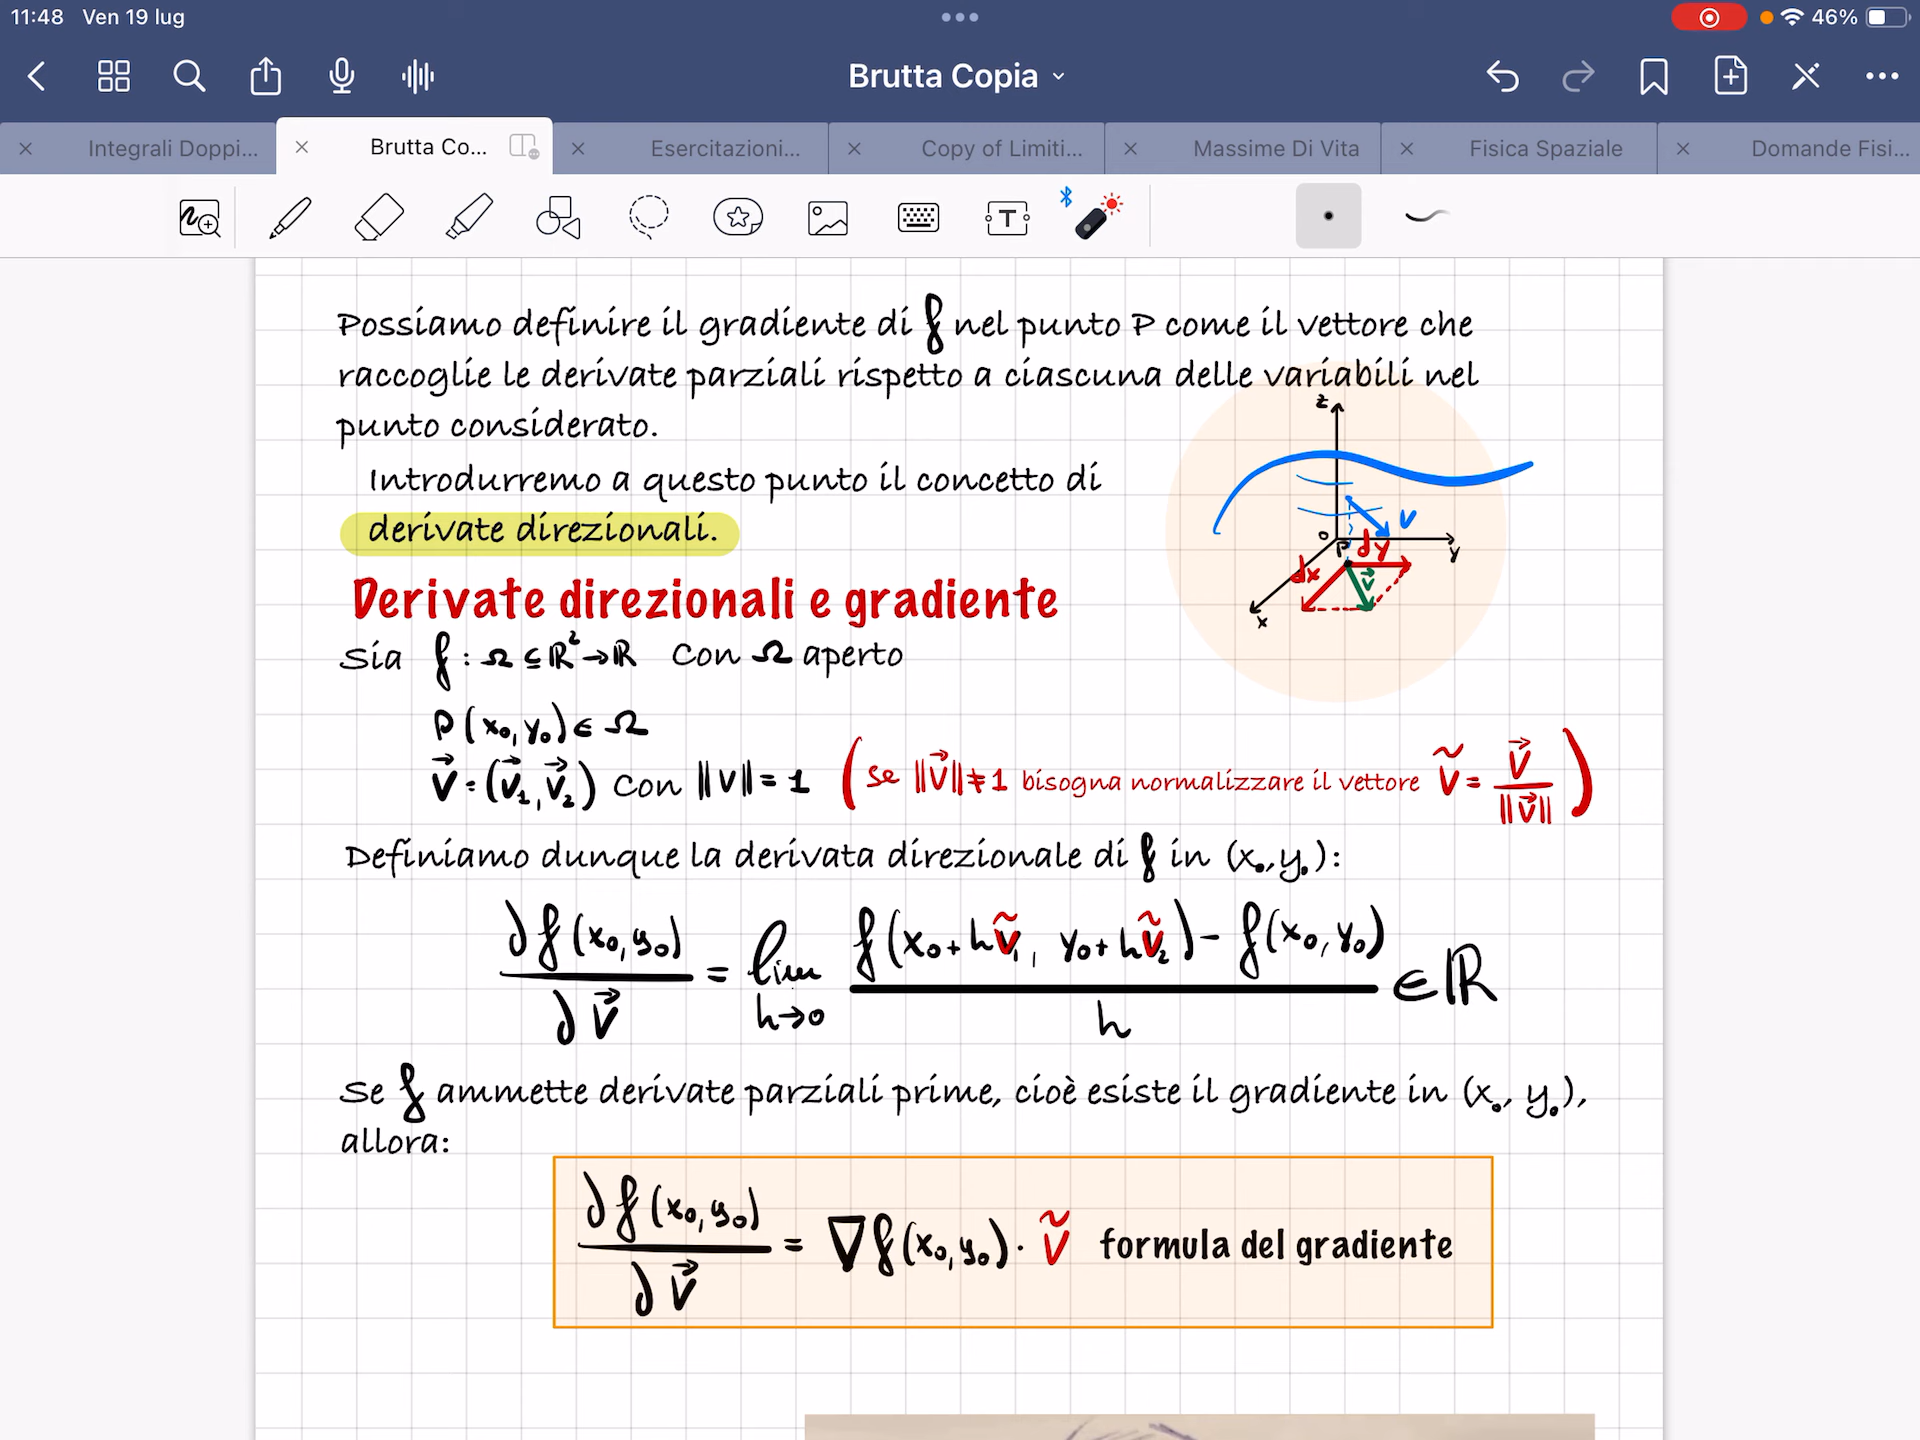 11:48 Ven 19 lug
46%
Brutta Copia
Integrali Doppi...
Brutta Co...
Esercitazioni...
Copy of Limiti...
Massime Di Vita
Fisica Spaziale
Domande Fisi...
T
Possiamo definire il gradiente di f nel punto P come il vettore che
raccoglie le derivate parziali rispetto a ciascuna delle variabili nel
punto considerato.
Introdurremo a questo punto il concetto di
derivate direzionali.
z
v
O
P
dy
y
dx
v⃗
x
Derivate direzionali e gradiente
Sia f : Ω ⊆ ℝ² → ℝ con Ω aperto
P(x₀, y₀) ∈ Ω
v⃗ = (v⃗₁, v⃗₂) con ||v|| = 1 (se ||v⃗|| ≠ 1 bisogna normalizzare il vettore ṽ = v⃗ / ||v⃗||)
Definiamo dunque la derivata direzionale di f in (x₀, y₀):
∂f(x₀, y₀) / ∂v⃗ = lim h→0 f(x₀ + hṽ₁, y₀ + hṽ₂) - f(x₀, y₀) / h ∈ ℝ
Se f ammette derivate parziali prime, cioè esiste il gradiente in (x₀, y₀),
allora:
∂f(x₀, y₀) / ∂v⃗ = ∇f(x₀, y₀) · ṽ formula del gradiente